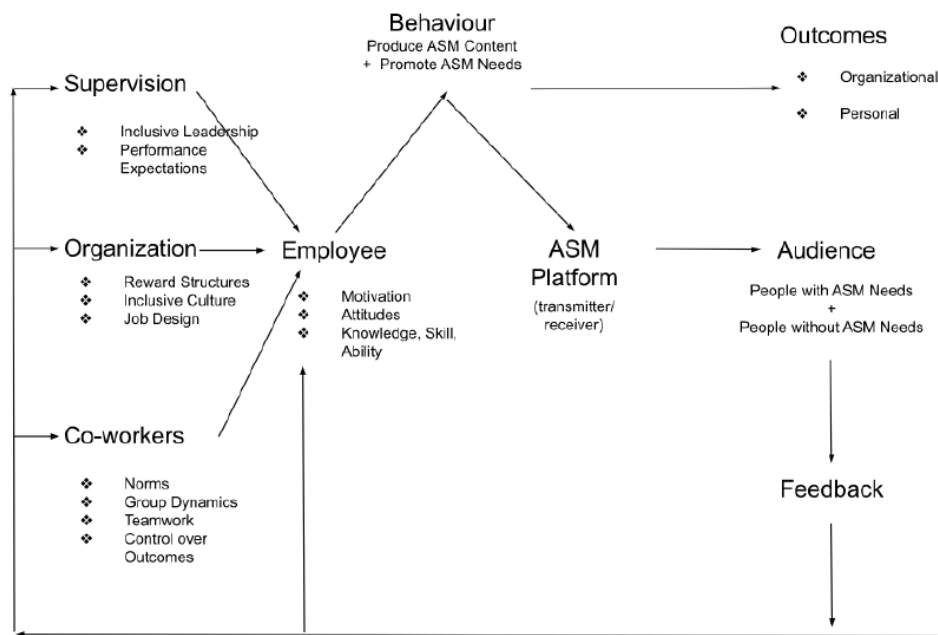 Behaviour
Produce ASM Content
+ Promote ASM Needs
Outcomes
❖ Organizational
❖ Personal
Supervision
❖ Inclusive Leadership
❖ Performance
Expectations
Organization
❖ Reward Structures
❖ Inclusive Culture
❖ Job Design
Employee
❖ Motivation
❖ Attitudes
❖ Knowledge, Skill,
Ability
ASM
Platform
(transmitter/
receiver)
Audience
People with ASM Needs
+
People without ASM Needs
Co-workers
❖ Norms
❖ Group Dynamics
❖ Teamwork
❖ Control over
Outcomes
Feedback